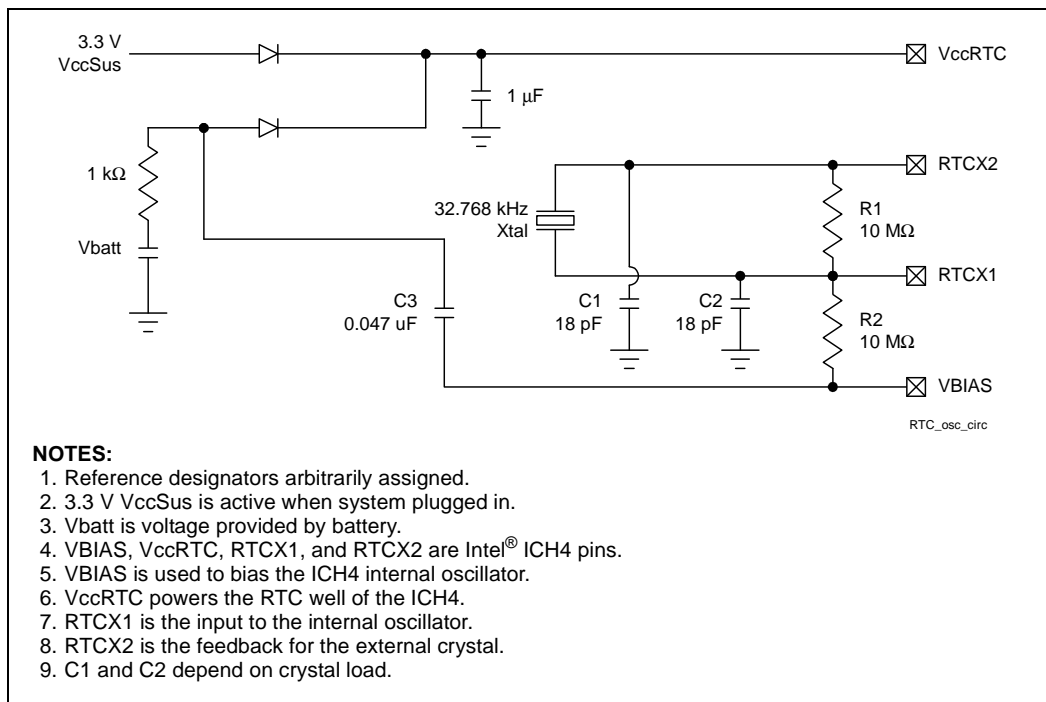 3.3 V
VccSus
VccRTC
1 μF
1 kΩ
Vbatt
RTCX2
32.768 kHz
Xtal
R1
10 MΩ
RTCX1
C3
0.047 uF
C1
18 pF
C2
18 pF
R2
10 MΩ
VBIAS
RTC_osc_circ
NOTES:
1. Reference designators arbitrarily assigned.
2. 3.3 V VccSus is active when system plugged in.
3. Vbatt is voltage provided by battery.
4. VBIAS, VccRTC, RTCX1, and RTCX2 are Intel® ICH4 pins.
5. VBIAS is used to bias the ICH4 internal oscillator.
6. VccRTC powers the RTC well of the ICH4.
7. RTCX1 is the input to the internal oscillator.
8. RTCX2 is the feedback for the external crystal.
9. C1 and C2 depend on crystal load.